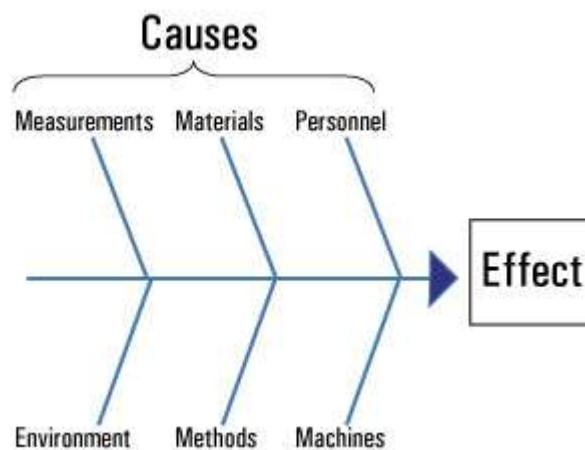 Causes
Measurements Materials Personnel
Effect
Environment Methods Machines